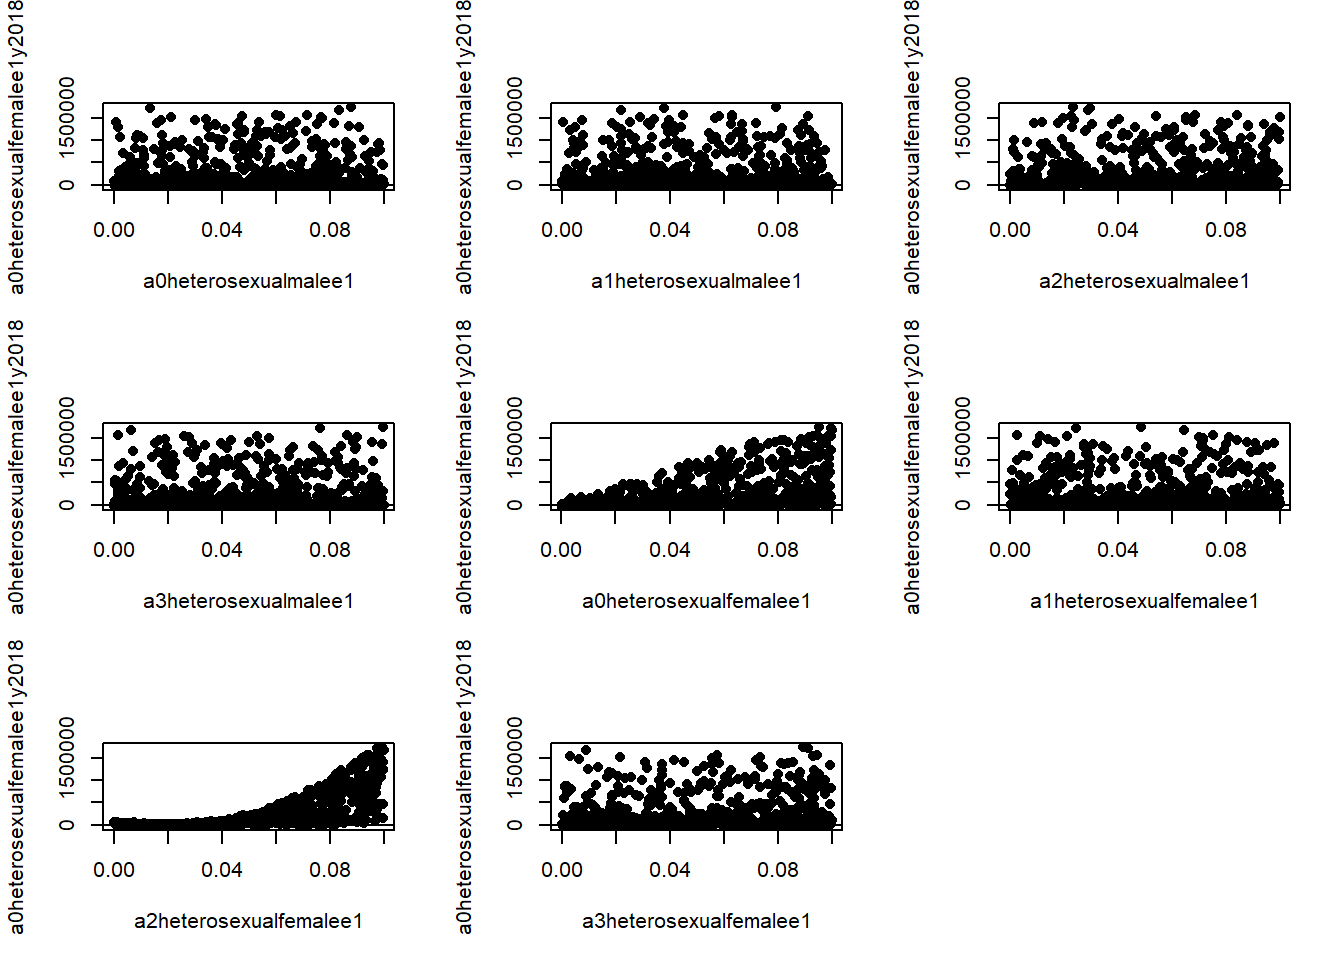 a0heterosexualfemalee1y2018
1500000
0
0.00 0.04 0.08
a0heterosexualmalee1
a0heterosexualfemalee1y2018
1500000
0
0.00 0.04 0.08
a1heterosexualmalee1
a0heterosexualfemalee1y2018
1500000
0
0.00 0.04 0.08
a2heterosexualmalee1
a0heterosexualfemalee1y2018
1500000
0
0.00 0.04 0.08
a3heterosexualmalee1
a0heterosexualfemalee1y2018
1500000
0
0.00 0.04 0.08
a0heterosexualfemalee1
a0heterosexualfemalee1y2018
1500000
0
0.00 0.04 0.08
a1heterosexualfemalee1
a0heterosexualfemalee1y2018
1500000
0
0.00 0.04 0.08
a2heterosexualfemalee1
a0heterosexualfemalee1y2018
1500000
0
0.00 0.04 0.08
a3heterosexualfemalee1